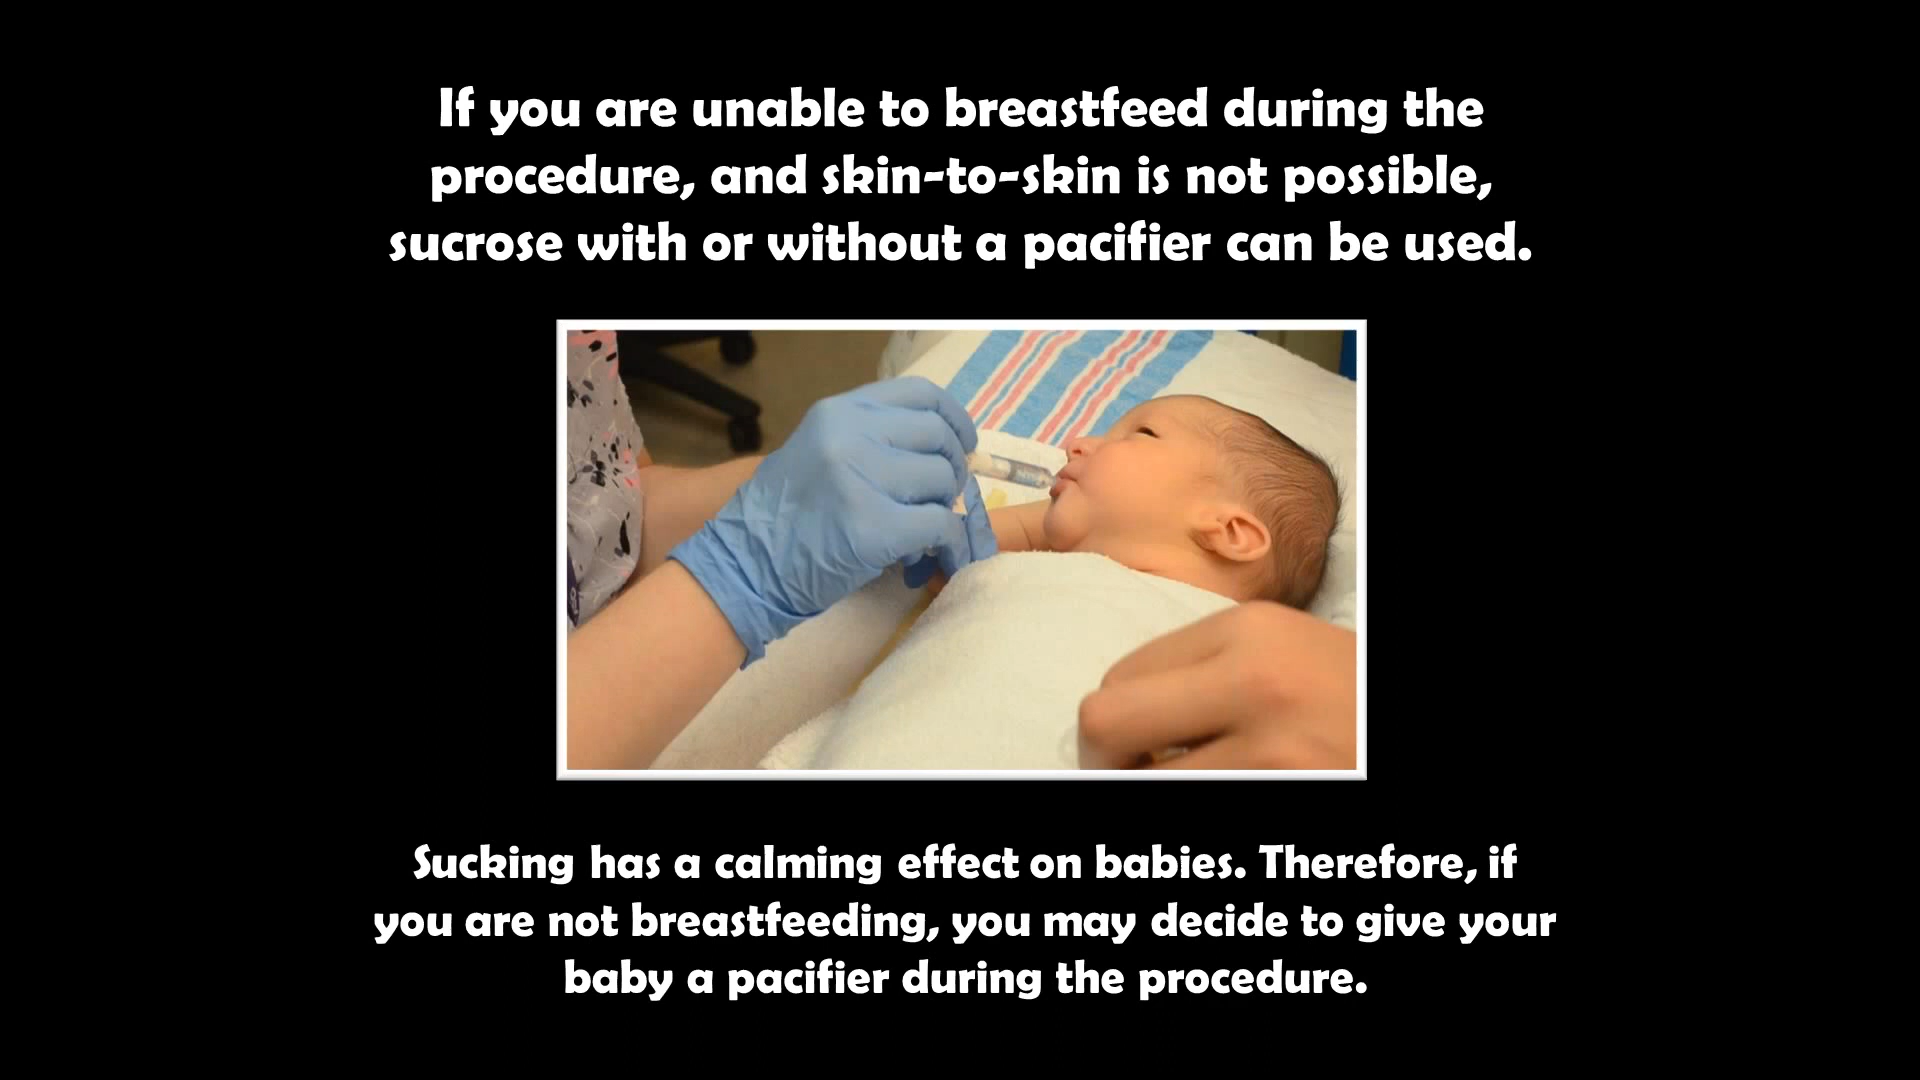 If you are unable to breastfeed during the
procedure, and skin-to-skin is not possible,
sucrose with or without a pacifier can be used.
Sucking has a calming effect on babies. Therefore, if
you are not breastfeeding, you may decide to give your
baby a pacifier during the procedure.